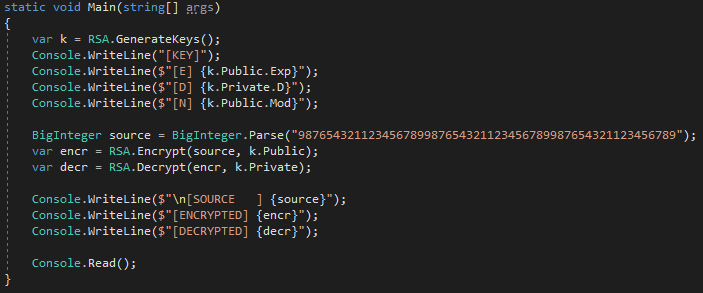 static void Main(string[] args)
{
    var k = RSA.GenerateKeys();
    Console.WriteLine("[KEY]");
    Console.WriteLine($"[E] {k.Public.Exp}");
    Console.WriteLine($"[D] {k.Private.D}");
    Console.WriteLine($"[N] {k.Public.Mod}");

    BigInteger source = BigInteger.Parse("987654321123456789987654321123456789987654321123456789");
    var encr = RSA.Encrypt(source, k.Public);
    var decr = RSA.Decrypt(encr, k.Private);

    Console.WriteLine($"\n[SOURCE   ] {source}");
    Console.WriteLine($"[ENCRYPTED] {encr}");
    Console.WriteLine($"[DECRYPTED] {decr}");

    Console.Read();
}